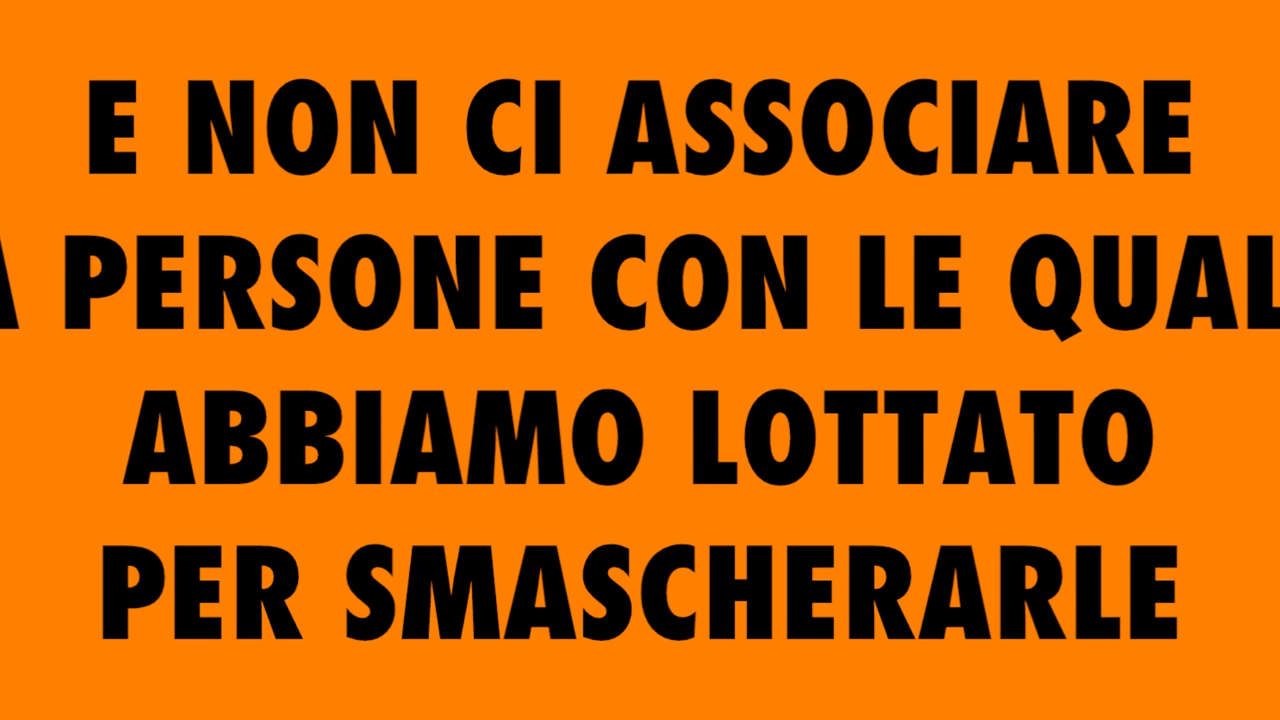 E NON CI ASSOCIARE
A PERSONE CON LE QUAL
ABBIAMO LOTTATO
PER SMASCHERARLE